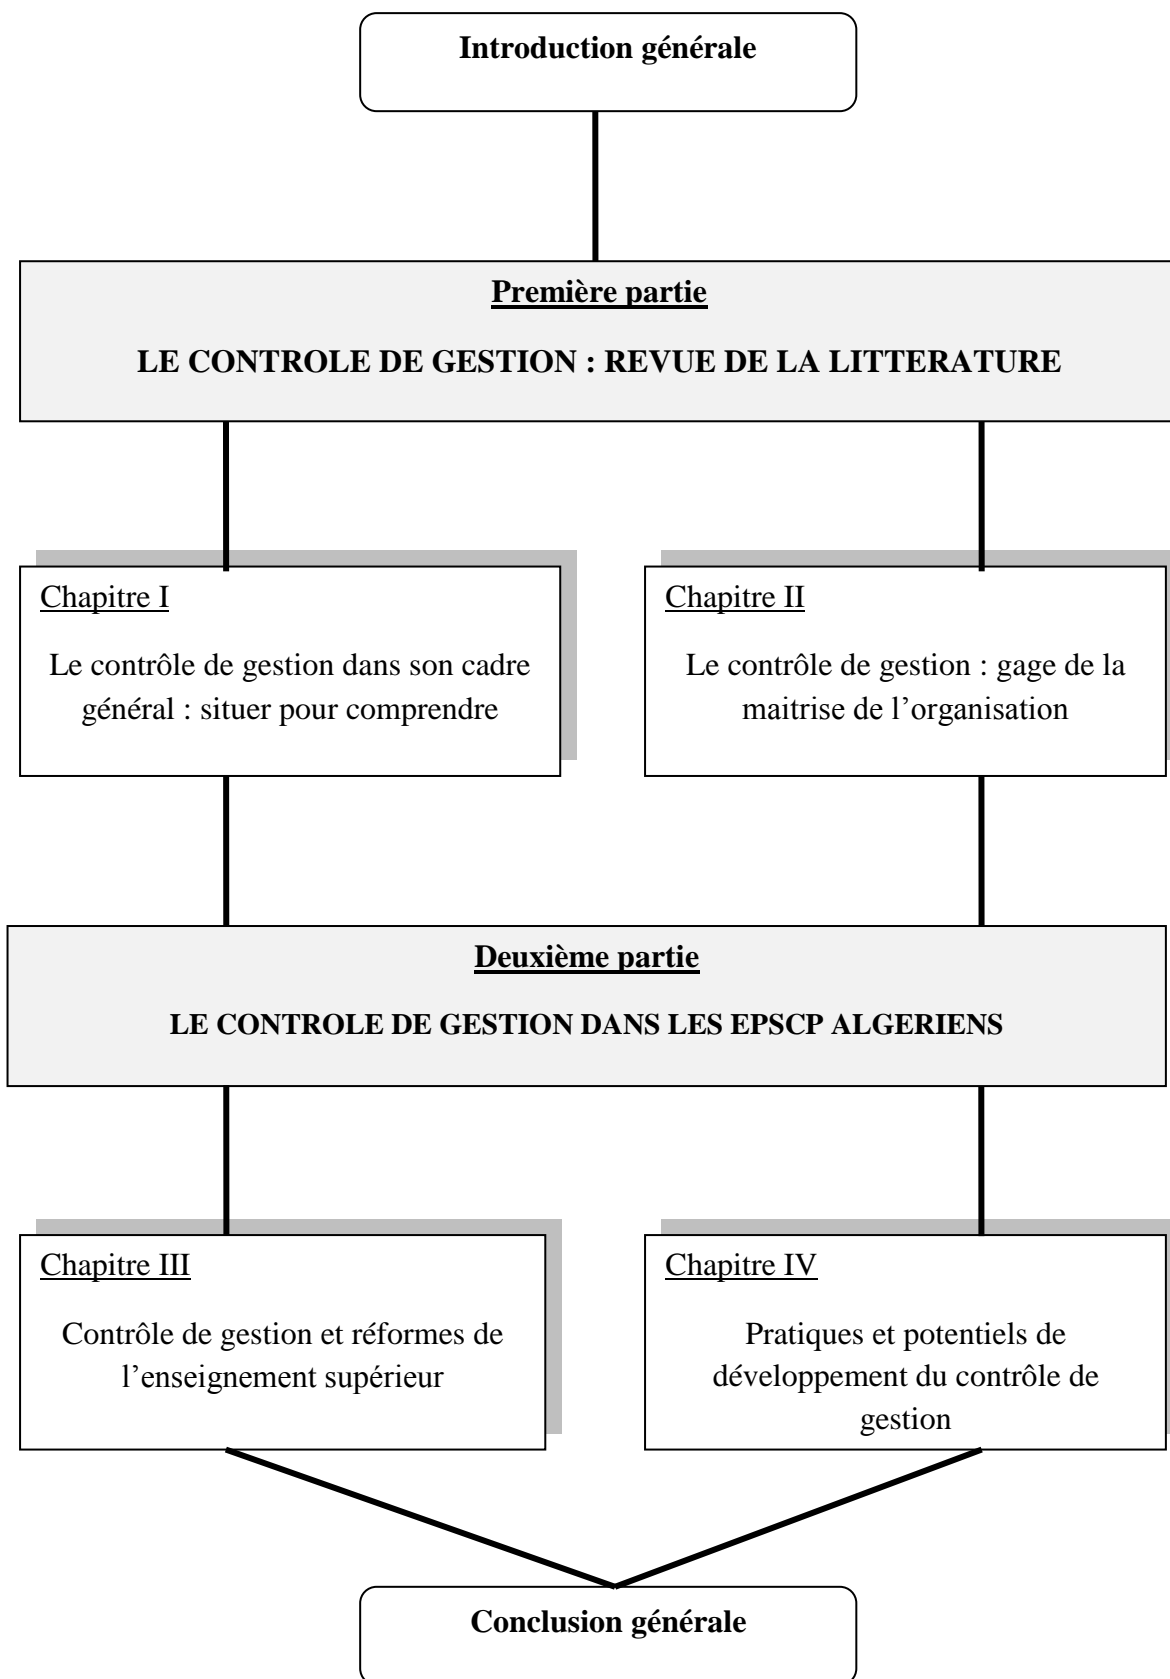 Introduction générale
Première partie
LE CONTROLE DE GESTION : REVUE DE LA LITTERATURE
Chapitre I
Le contrôle de gestion dans son cadre
général : situer pour comprendre
Chapitre II
Le contrôle de gestion : gage de la
maitrise de l’organisation
Deuxième partie
LE CONTROLE DE GESTION DANS LES EPSCP ALGERIENS
Chapitre III
Contrôle de gestion et réformes de
l’enseignement supérieur
Chapitre IV
Pratiques et potentiels de
développement du contrôle de
gestion
Conclusion générale